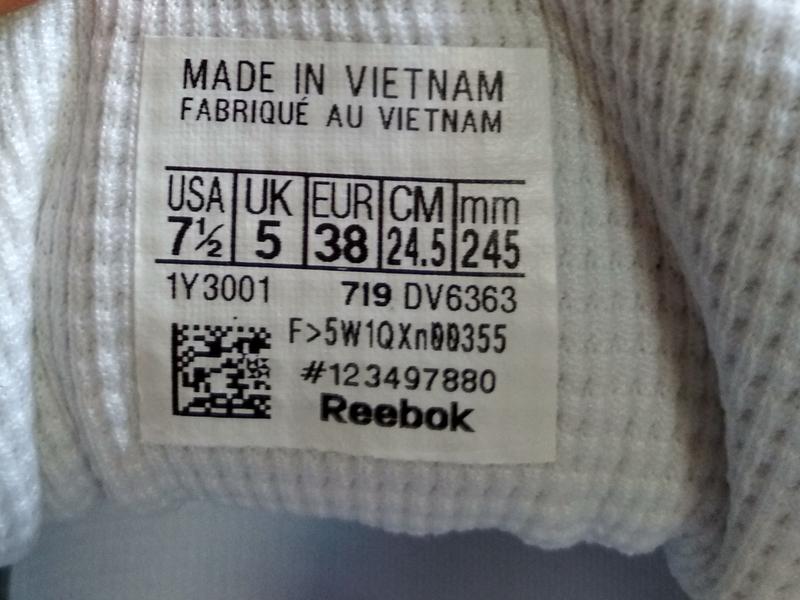 MADE IN VIETNAM
FABRIQUÉ AU VIETNAM
USA UK EUR CM mm
7½ 5 38 24.5 245
1Y3001 719 DV6363
F>5W1QXn00355
#123497880
Reebok